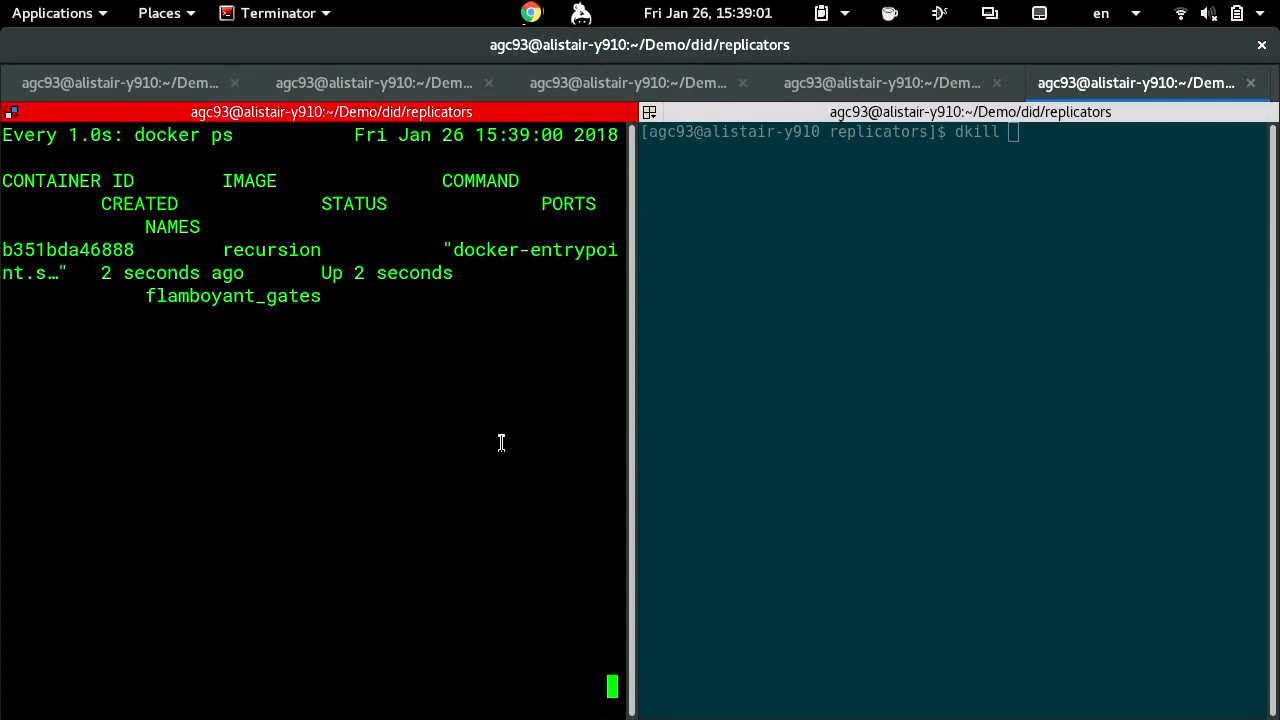 Applications Places Terminator Fri Jan 26, 15:39:01 en
agc93@alistair-y910:~/Demo/did/replicators
agc93@alistair-y910:~/Dem… agc93@alistair-y910:~/Dem… agc93@alistair-y910:~/Dem… agc93@alistair-y910:~/Dem… agc93@alistair-y910:~/Dem…
agc93@alistair-y910:~/Demo/did/replicators
Every 1.0s: docker ps Fri Jan 26 15:39:00 2018
CONTAINER ID IMAGE COMMAND
CREATED STATUS PORTS
NAMES
b351bda46888 recursion "docker-entrypoi
nt.s…" 2 seconds ago Up 2 seconds
flamboyant_gates
agc93@alistair-y910:~/Demo/did/replicators
[agc93@alistair-y910 replicators]$ dkill